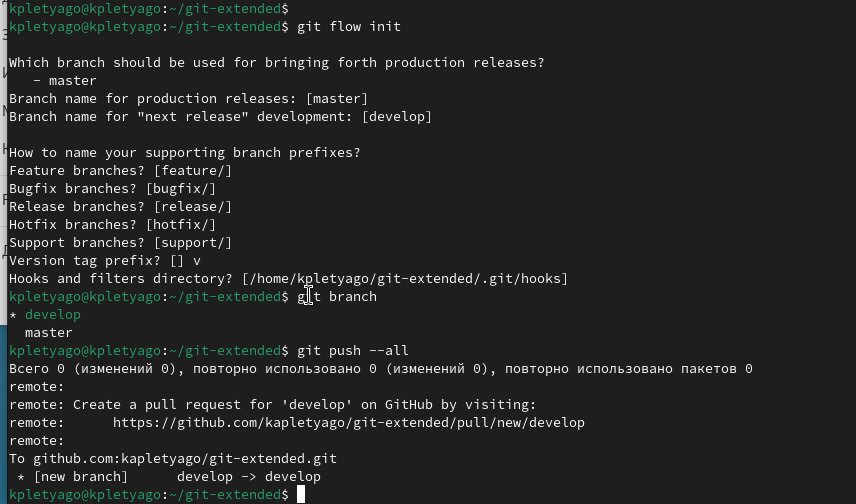 kpletyago@kpletyago:~/git-extended$
kpletyago@kpletyago:~/git-extended$ git flow init
Which branch should be used for bringing forth production releases?
   - master
Branch name for production releases: [master]
Branch name for "next release" development: [develop]
How to name your supporting branch prefixes?
Feature branches? [feature/]
Bugfix branches? [bugfix/]
Release branches? [release/]
Hotfix branches? [hotfix/]
Support branches? [support/]
Version tag prefix? [] v
Hooks and filters directory? [/home/kpletyago/git-extended/.git/hooks]
kpletyago@kpletyago:~/git-extended$ git branch
* develop
  master
kpletyago@kpletyago:~/git-extended$ git push --all
Всего 0 (изменений 0), повторно использовано 0 (изменений 0), повторно использовано пакетов 0
remote:
remote: Create a pull request for 'develop' on GitHub by visiting:
remote:      https://github.com/kapletyago/git-extended/pull/new/develop
remote:
To github.com:kapletyago/git-extended.git
 * [new branch]      develop -> develop
kpletyago@kpletyago:~/git-extended$